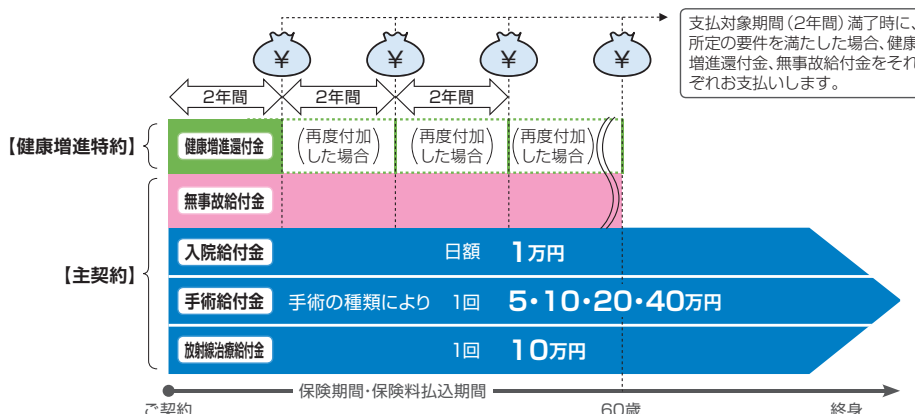 支払対象期間(2年間)満了時に、
所定の要件を満たした場合、健康
増進還付金、無事故給付金をそれ
ぞれお支払いします。
¥ ¥ ¥ ¥
2年間 2年間 2年間
【健康増進特約】
健康増進還付金
(再度付加した場合)
(再度付加した場合)
(再度付加した場合)
無事故給付金
【主契約】
入院給付金 日額 1万円
手術給付金 手術の種類により 1回 5・10・20・40万円
放射線治療給付金 1回 10万円
保険期間・保険料払込期間
ご契約 60歳 終身